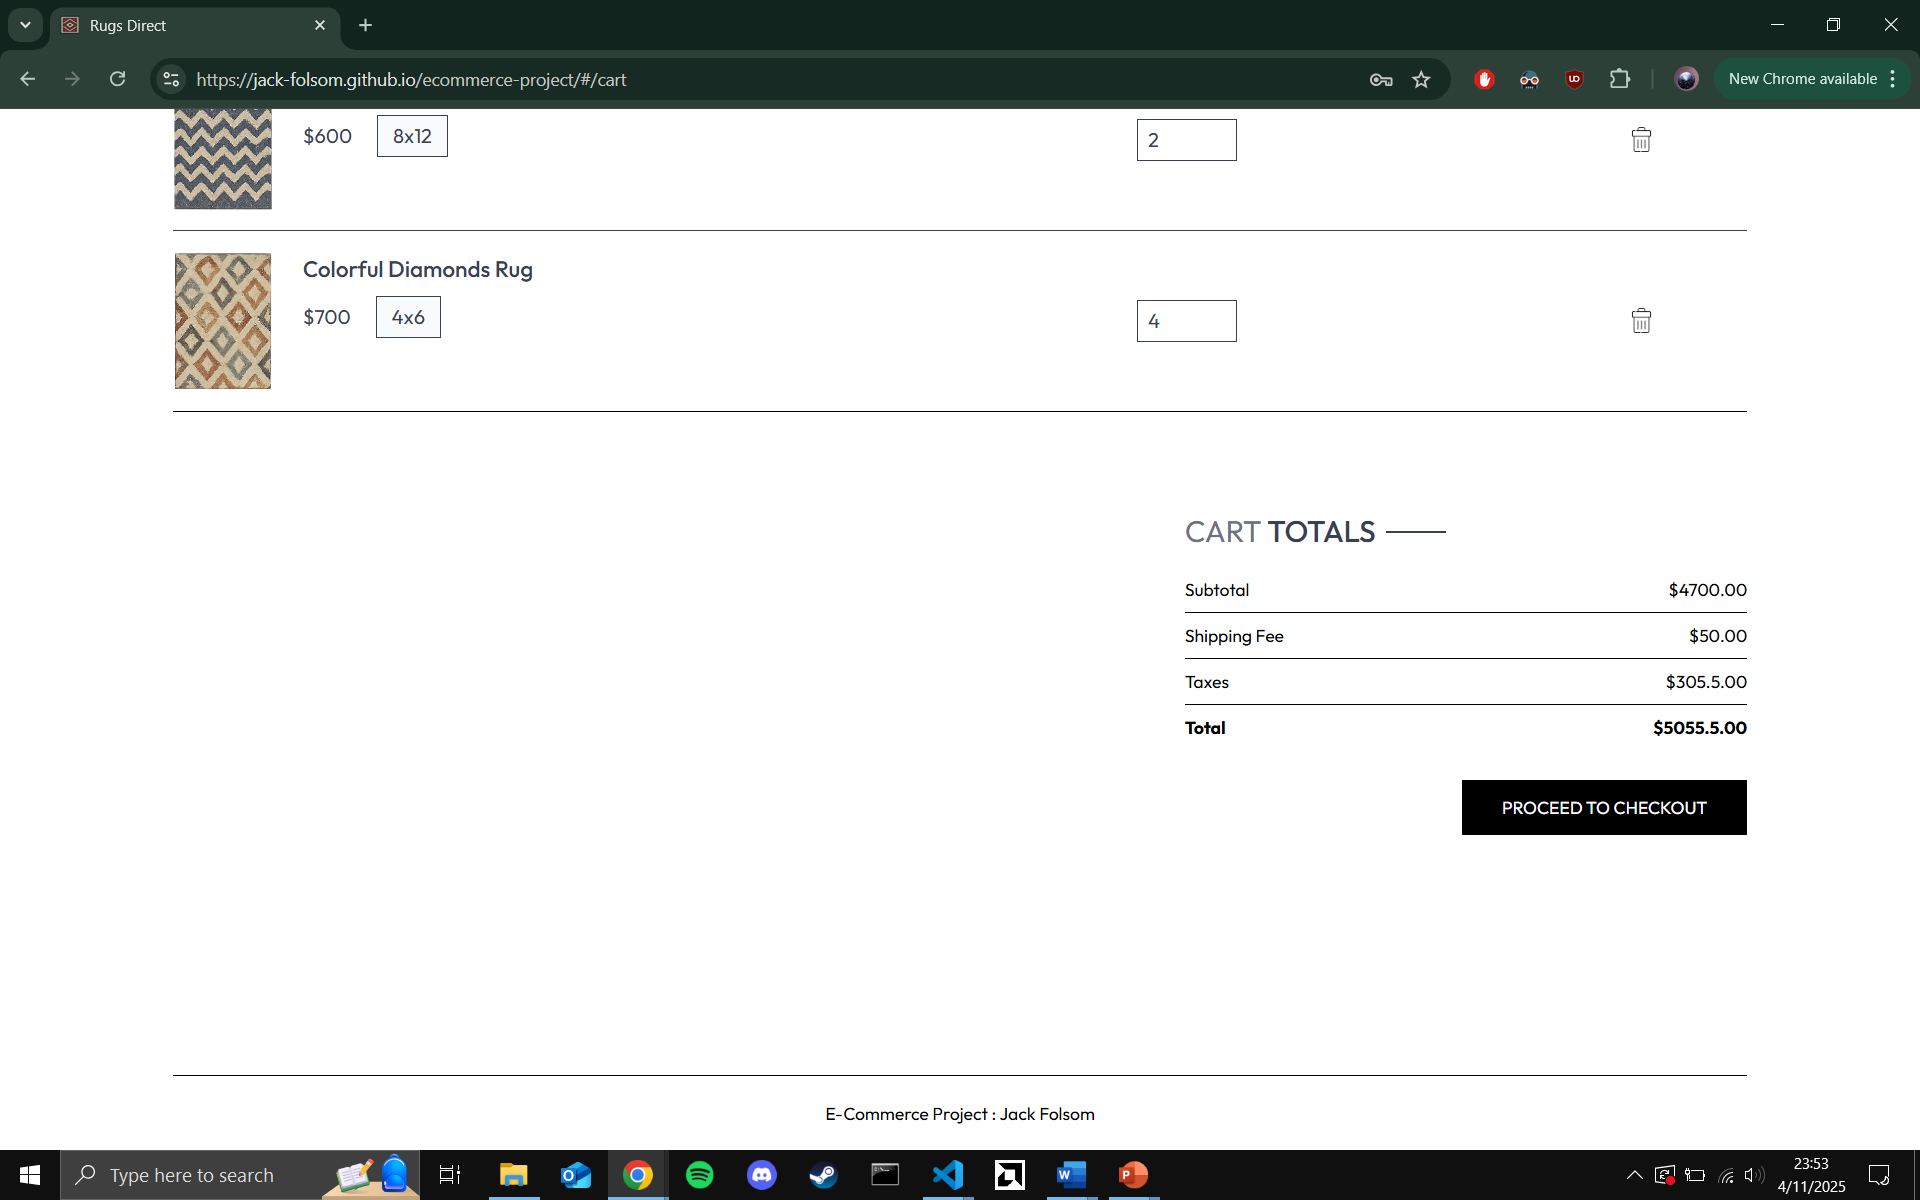 Rugs Direct
https://jack-folsom.github.io/ecommerce-project/#/cart
New Chrome available
$600 8x12 2
Colorful Diamonds Rug
$700 4x6 4
CART TOTALS
Subtotal $4700.00
Shipping Fee $50.00
Taxes $305.5.00
Total $5055.5.00
PROCEED TO CHECKOUT
E-Commerce Project : Jack Folsom
Type here to search
23:53
4/11/2025